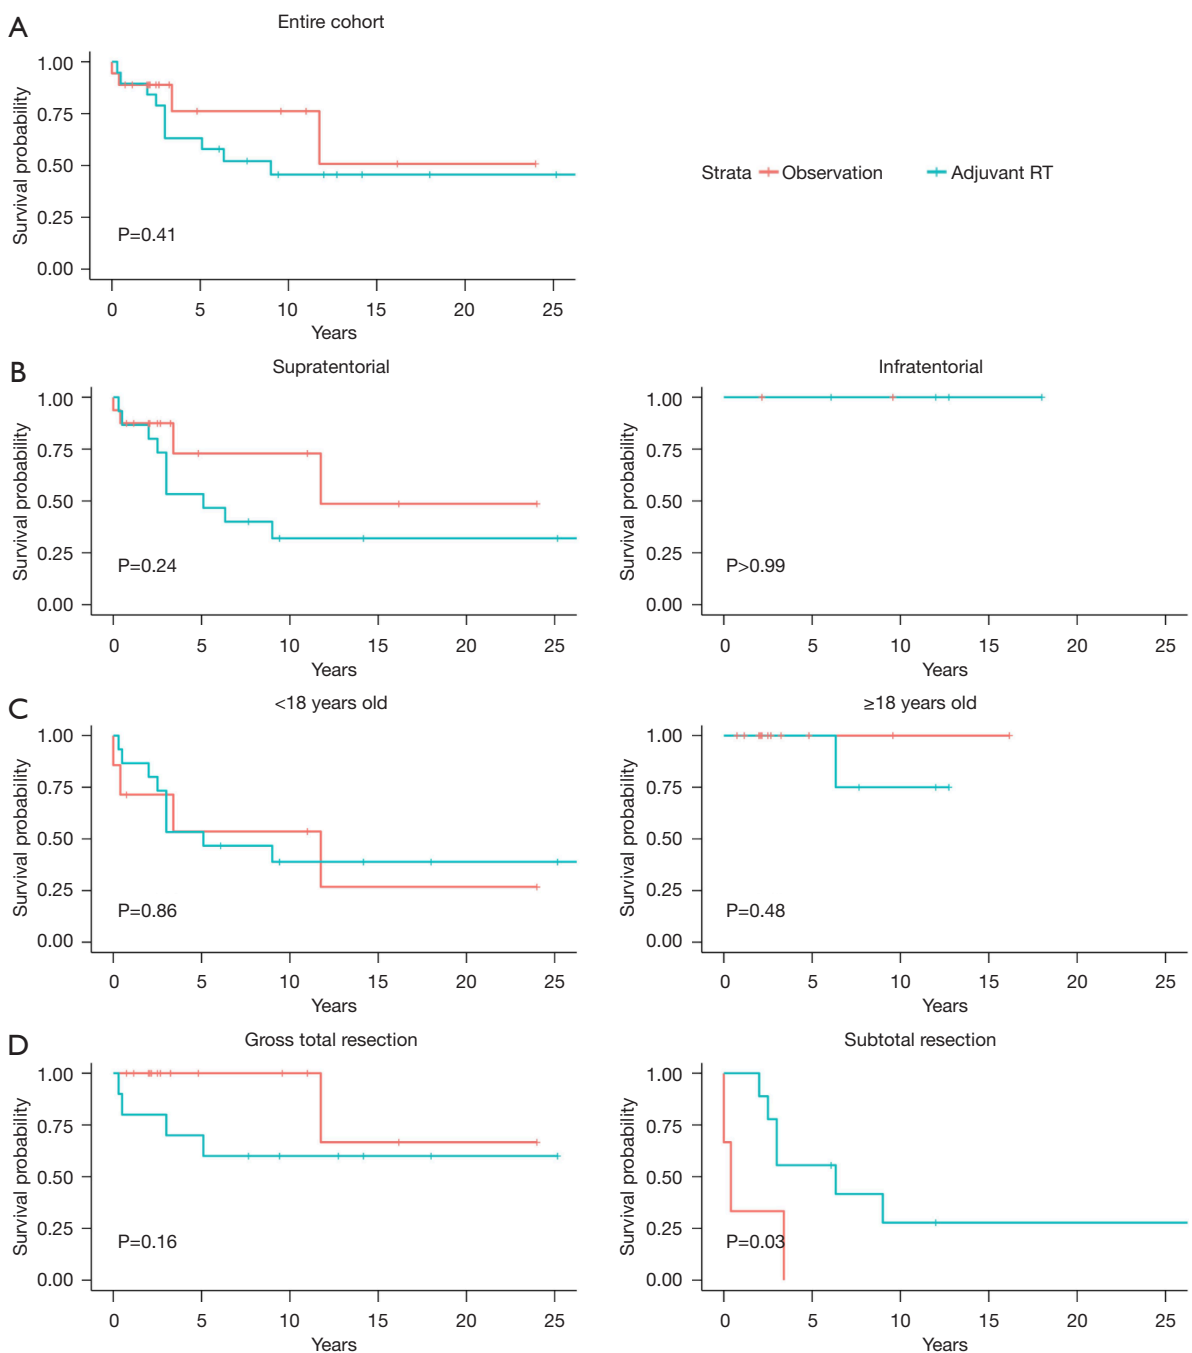 A
Entire cohort
Survival probability
1.00
0.75
0.50
0.25
0.00
P=0.41
0 5 10 15 20 25
Years
Strata Observation Adjuvant RT
B
Supratentorial
Survival probability
1.00
0.75
0.50
0.25
0.00
P=0.24
0 5 10 15 20 25
Years
Infratentorial
Survival probability
1.00
0.75
0.50
0.25
0.00
P>0.99
0 5 10 15 20 25
Years
C
<18 years old
Survival probability
1.00
0.75
0.50
0.25
0.00
P=0.86
0 5 10 15 20 25
Years
≥18 years old
Survival probability
1.00
0.75
0.50
0.25
0.00
P=0.48
0 5 10 15 20 25
Years
D
Gross total resection
Survival probability
1.00
0.75
0.50
0.25
0.00
P=0.16
0 5 10 15 20 25
Years
Subtotal resection
Survival probability
1.00
0.75
0.50
0.25
0.00
P=0.03
0 5 10 15 20 25
Years